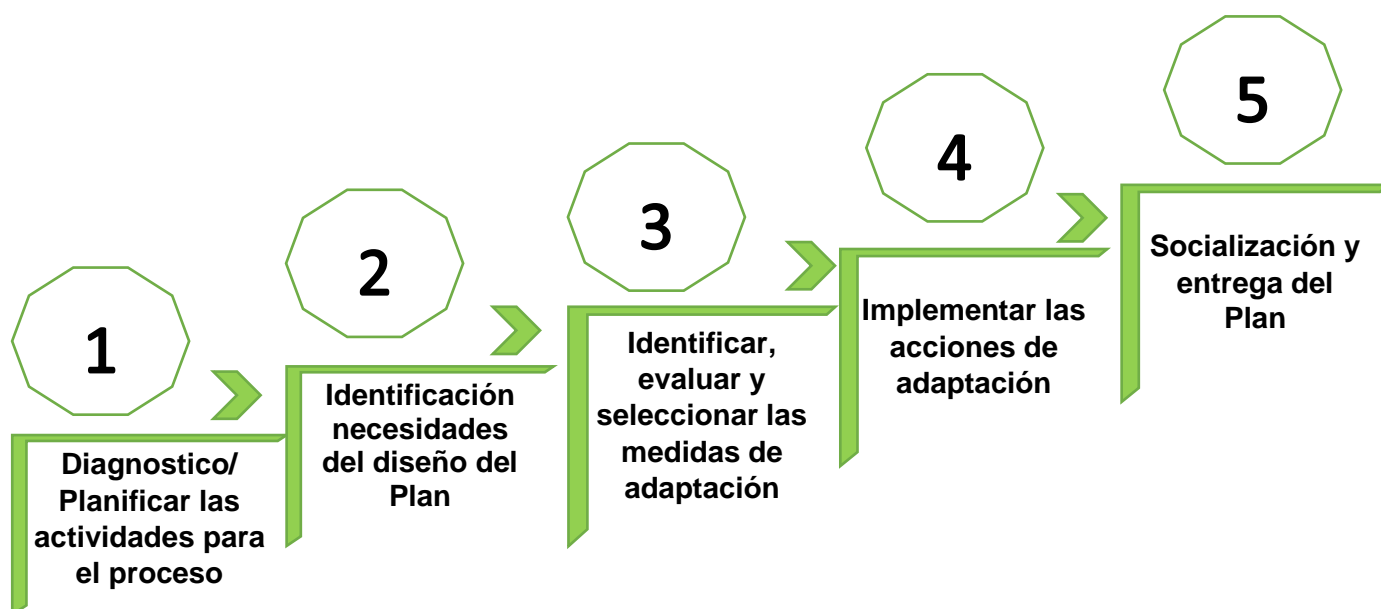 1
Diagnostico/
Planificar las
actividades para
el proceso
2
Identificación
necesidades
del diseño del
Plan
3
Identificar,
evaluar y
seleccionar las
medidas de
adaptación
4
Implementar las
acciones de
adaptación
5
Socialización y
entrega del
Plan